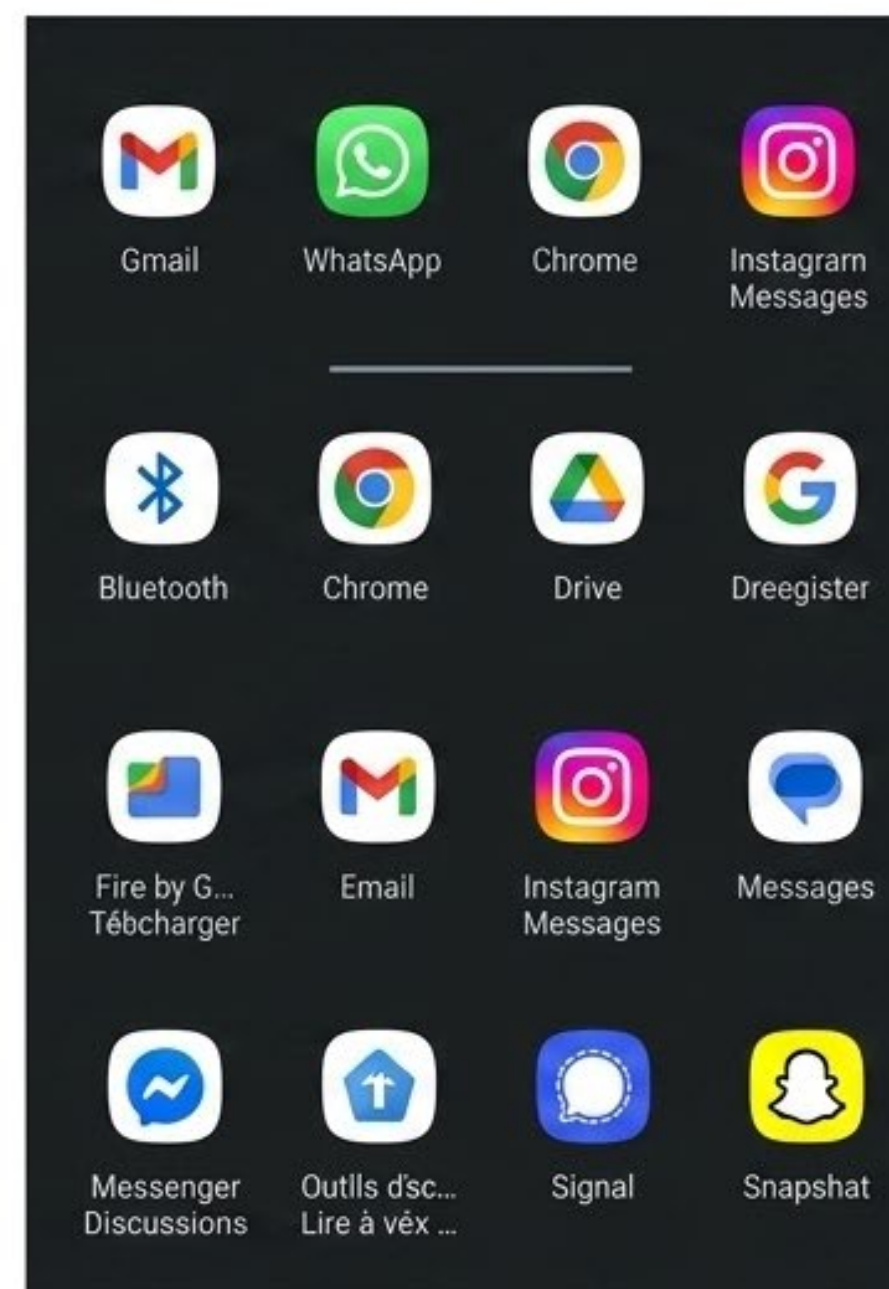 Gmail
WhatsApp
Chrome
Instagrarn
Messages
Bluetooth
Chrome
Drive
Dreegister
Fire by G...
Tébcharger
Email
Instagram
Messages
Messages
Messenger
Discussions
Outlls d'sc...
Lire à véx ...
Signal
Snapshat